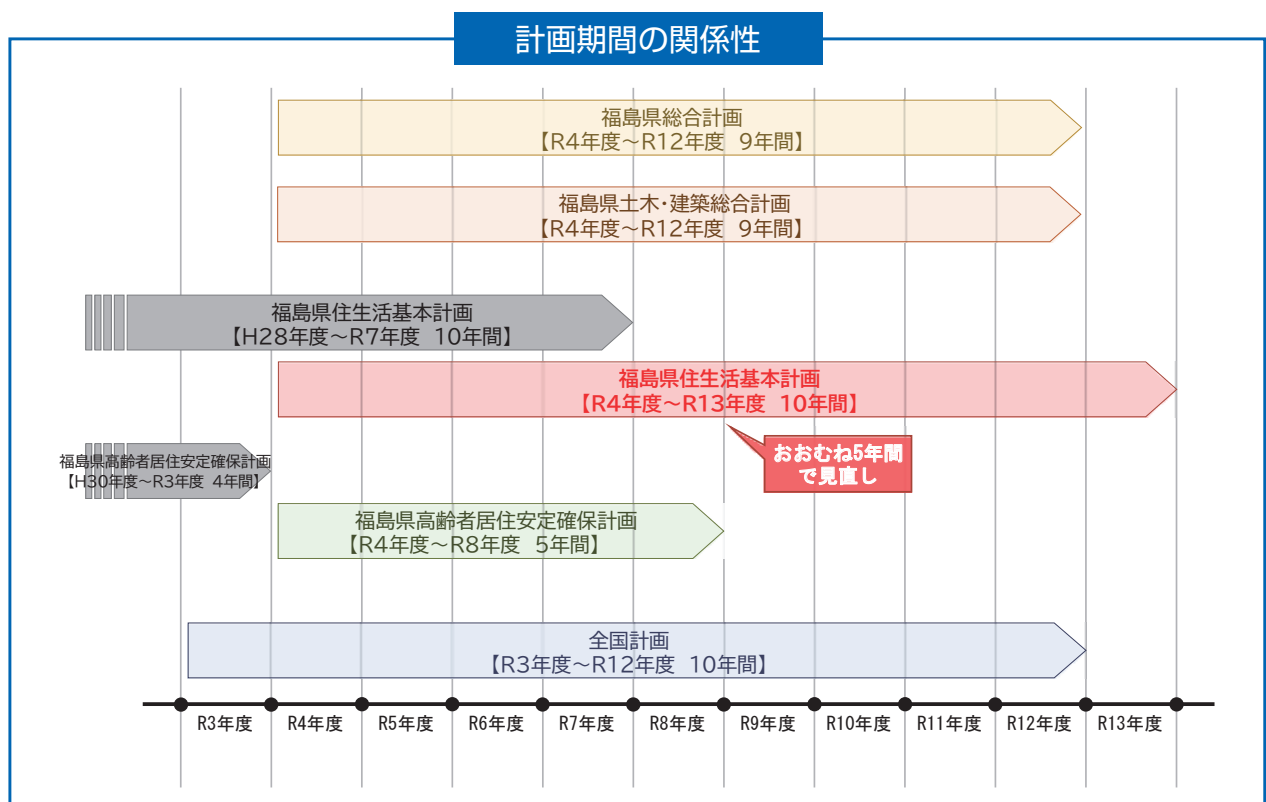 計画期間の関係性
福島県総合計画
【R4年度～R12年度 9年間】
福島県土木・建築総合計画
【R4年度～R12年度 9年間】
福島県住生活基本計画
【H28年度～R7年度 10年間】
福島県住生活基本計画
【R4年度～R13年度 10年間】
おおむね5年間
で見直し
福島県高齢者居住安定確保計画
【H30年度～R3年度 4年間】
福島県高齢者居住安定確保計画
【R4年度～R8年度 5年間】
全国計画
【R3年度～R12年度 10年間】
R3年度 R4年度 R5年度 R6年度 R7年度 R8年度 R9年度 R10年度 R11年度 R12年度 R13年度